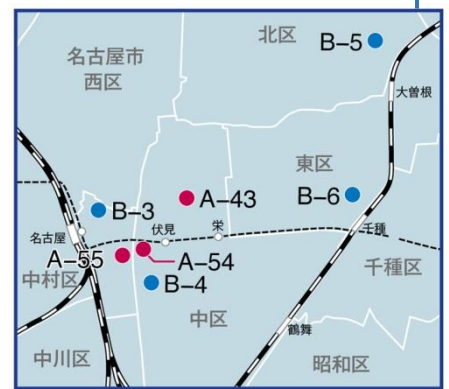 北区
B-5
名古屋市
西区
大曽根
東区
A-43
B-6
B-3
伏見
栄
千種
名古屋
A-55
A-54
千種区
中村区
B-4
中区
鶴舞
中川区
昭和区